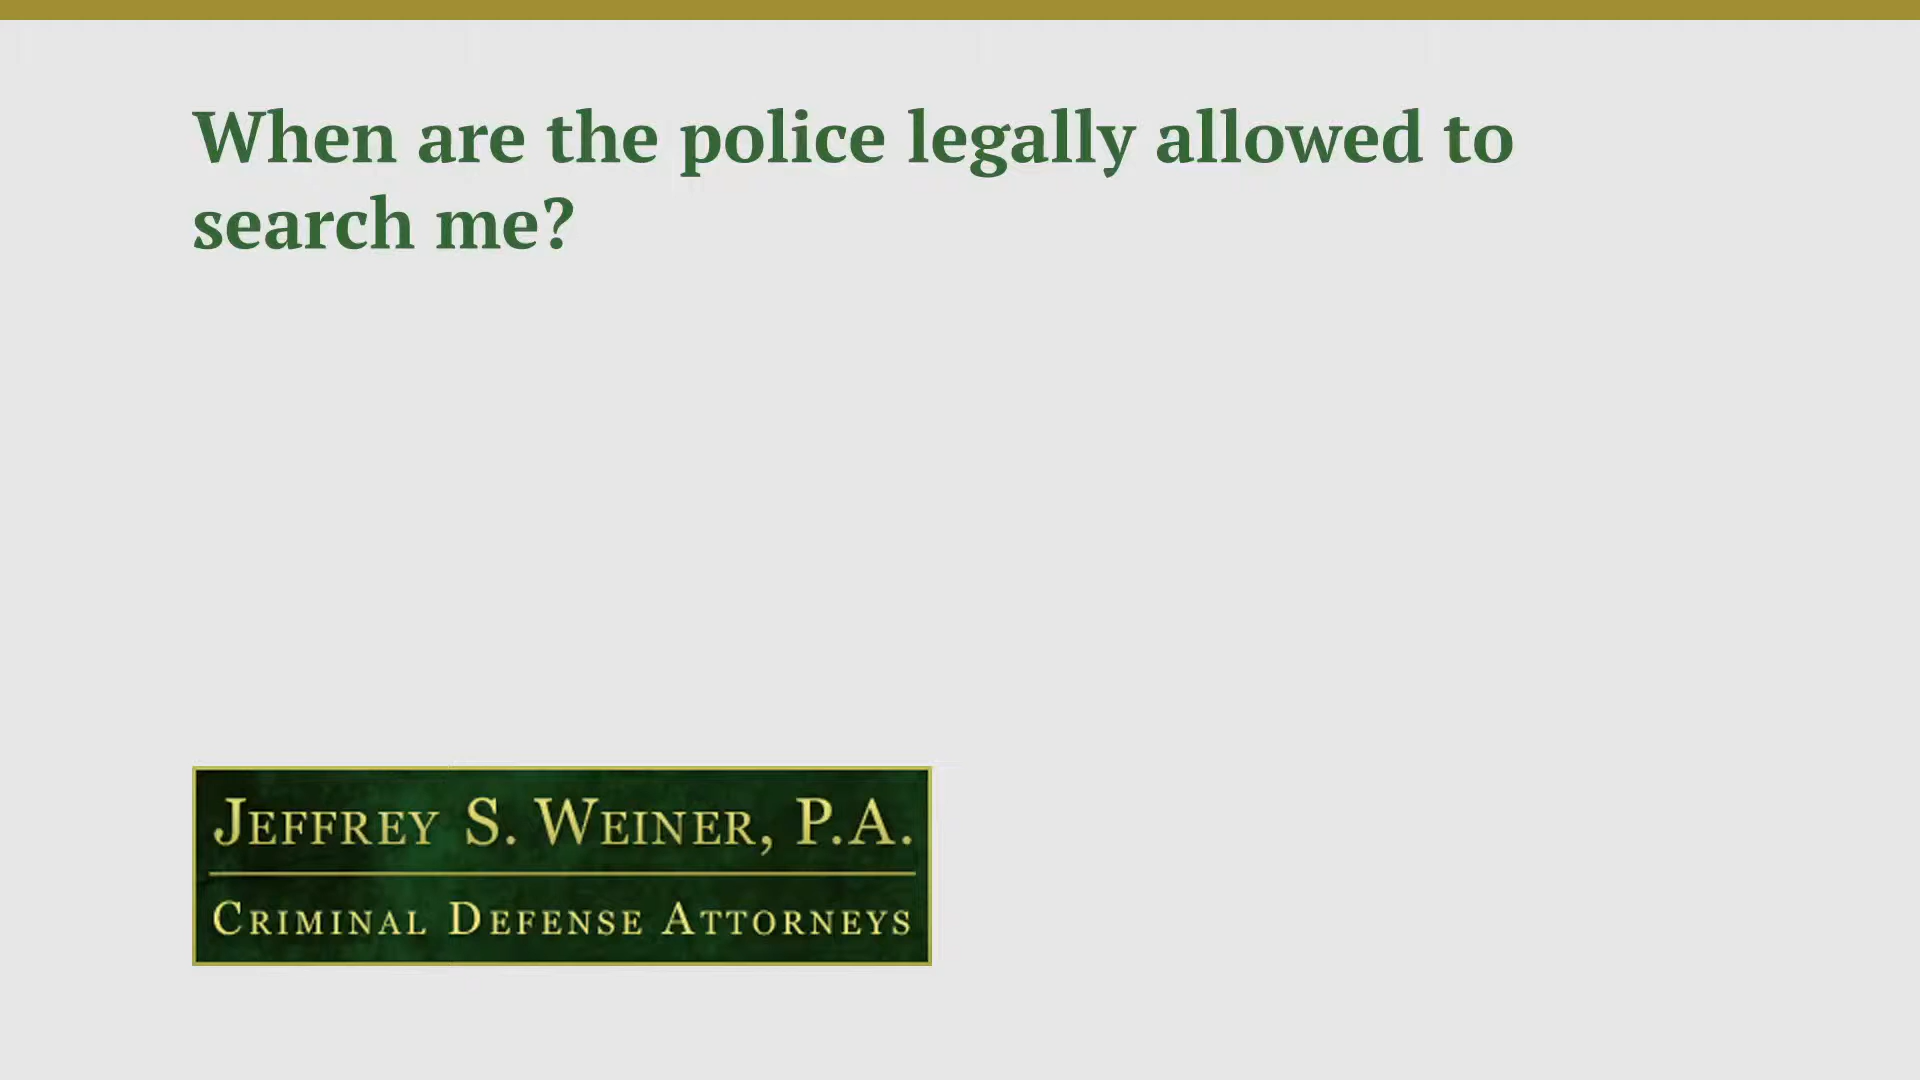 When are the police legally allowed to
search me?
JEFFREY S. WEINER, P.A.
CRIMINAL DEFENSE ATTORNEYS